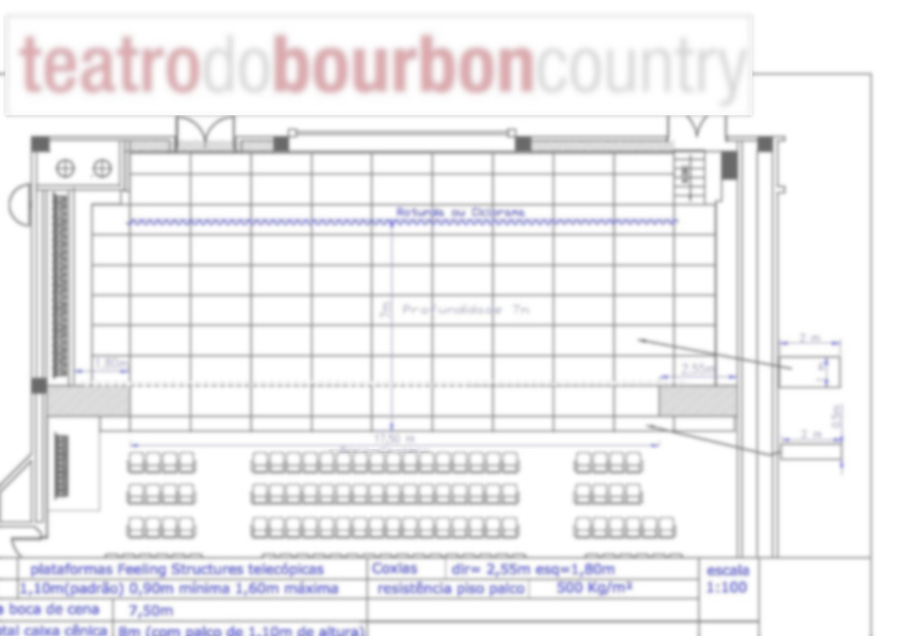 teatrodobourboncountry
Rotunda ou Ciclorama
Profundidade 7m
2 m
1,80m
2,55m
2 m
17,50 m
plataformas Feeling Structures telecópicas
Coxias
dir= 2,55m esq=1,80m
escala
1:100
1,10m(padrão) 0,90m mínima 1,60m máxima
resistência piso palco
500 Kg/m²
boca de cena
7,50m
caixa cênica
8m (com palco de 1,10m de altura)